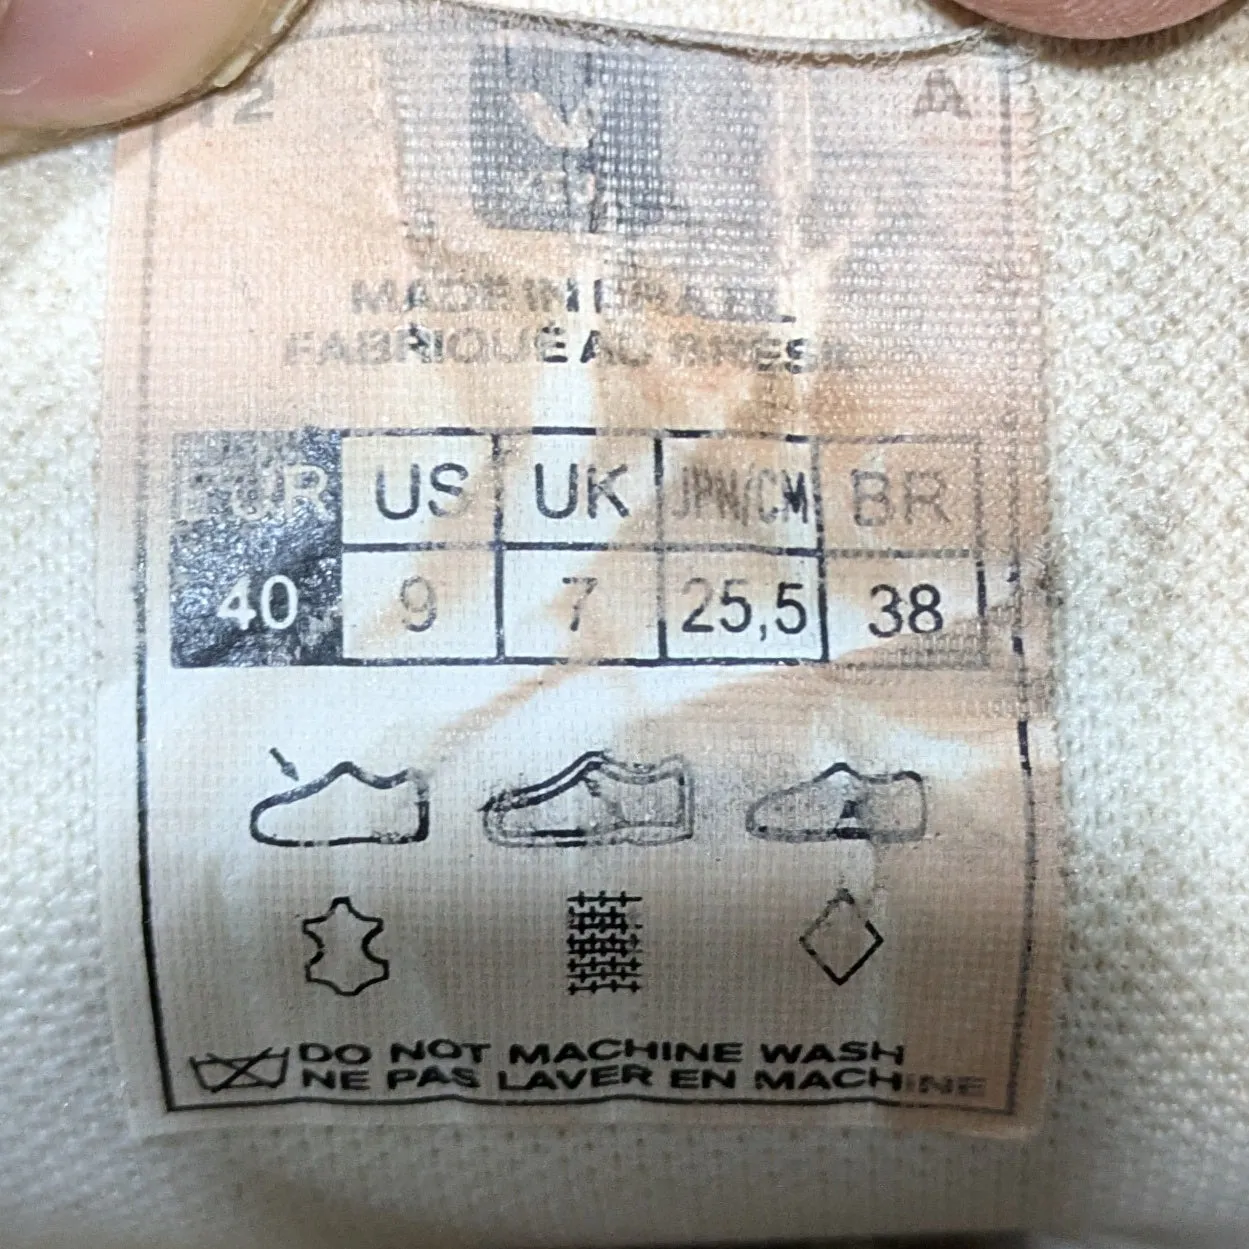 12 A
V
MADE IN BRAZIL
FABRIQUÉ AU BRESIL
EUR US UK JPN/CM BR
40 9 7 25,5 38
DO NOT MACHINE WASH
NE PAS LAVER EN MACHINE